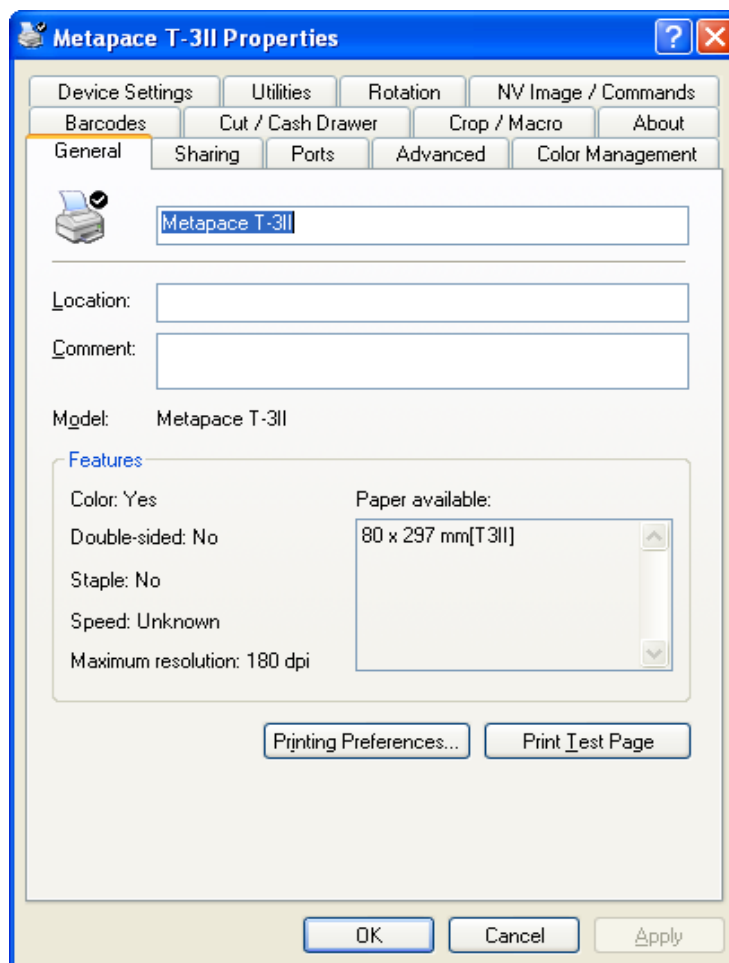 Metapace T-3II Properties
Device Settings Utilities Rotation NV Image / Commands
Barcodes Cut / Cash Drawer Crop / Macro About
General Sharing Ports Advanced Color Management
Metapace T-3II
Location:
Comment:
Model: Metapace T-3II
Features
Color: Yes Paper available:
Double-sided: No 80 x 297 mm[T3II]
Staple: No
Speed: Unknown
Maximum resolution: 180 dpi
Printing Preferences... Print Test Page
OK Cancel Apply